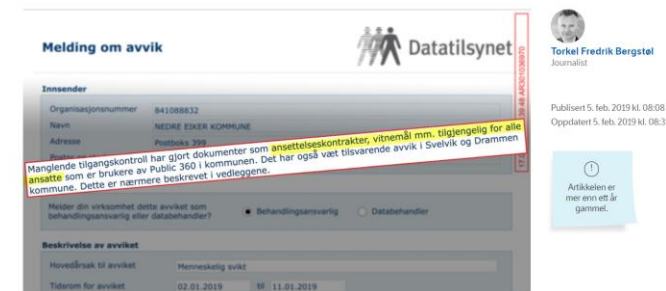 Melding om avvik
Datatilsynet
Innsender
Organisasjonsnummer 841088832
Navn NEDRE EIKER KOMMUNE
Adresse Postboks 399
Manglende tilgangskontroll har gjort dokumenter som ansettelseskontrakter, vitnemål mm. tilgjengelig for alle
ansatte som er brukere av Public 360 i kommunen. Det har også væt tilsvarende avvik i Svelvik og Drammen
kommune. Dette er nærmere beskrevet i vedleggene.
Melder din virksomhet dette avviket som
behandlingsansvarlig eller databehandler?
Behandlingsansvarlig
Databehandler
Beskrivelse av avviket
Hovedårsak til avviket Menneskelig svikt
Tidsrom for avviket 02.01.2019 til 11.01.2019
39:48 AR301036970
Torkel Fredrik Bergstøl
Journalist
Publisert 5. feb. 2019 kl. 08:08
Oppdatert 5. feb. 2019 kl. 08:3
Artikkelen er
mer enn ett år
gammel.